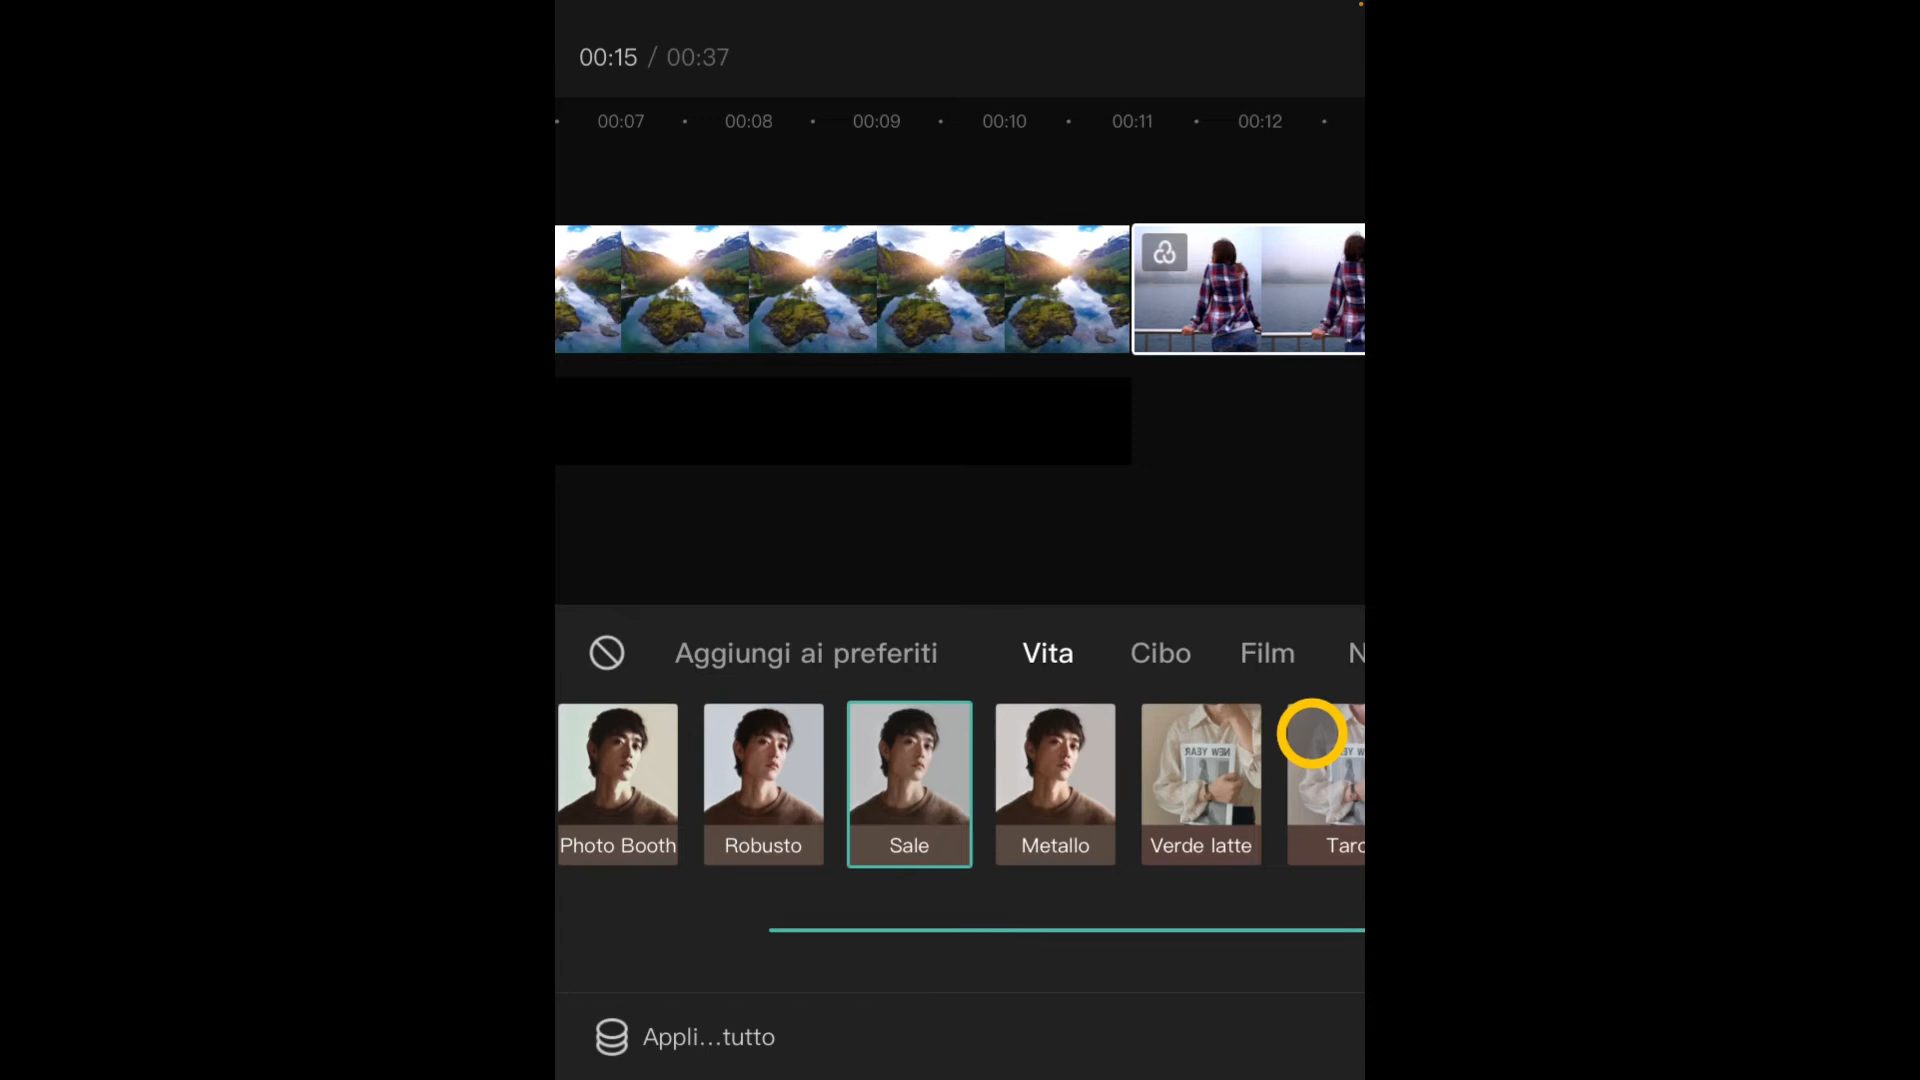 00:15 / 00:37
00:07 00:08 00:09 00:10 00:11 00:12
Aggiungi ai preferiti Vita Cibo Film N
Photo Booth Robusto Sale Metallo Verde latte Taro
Appli...tutto